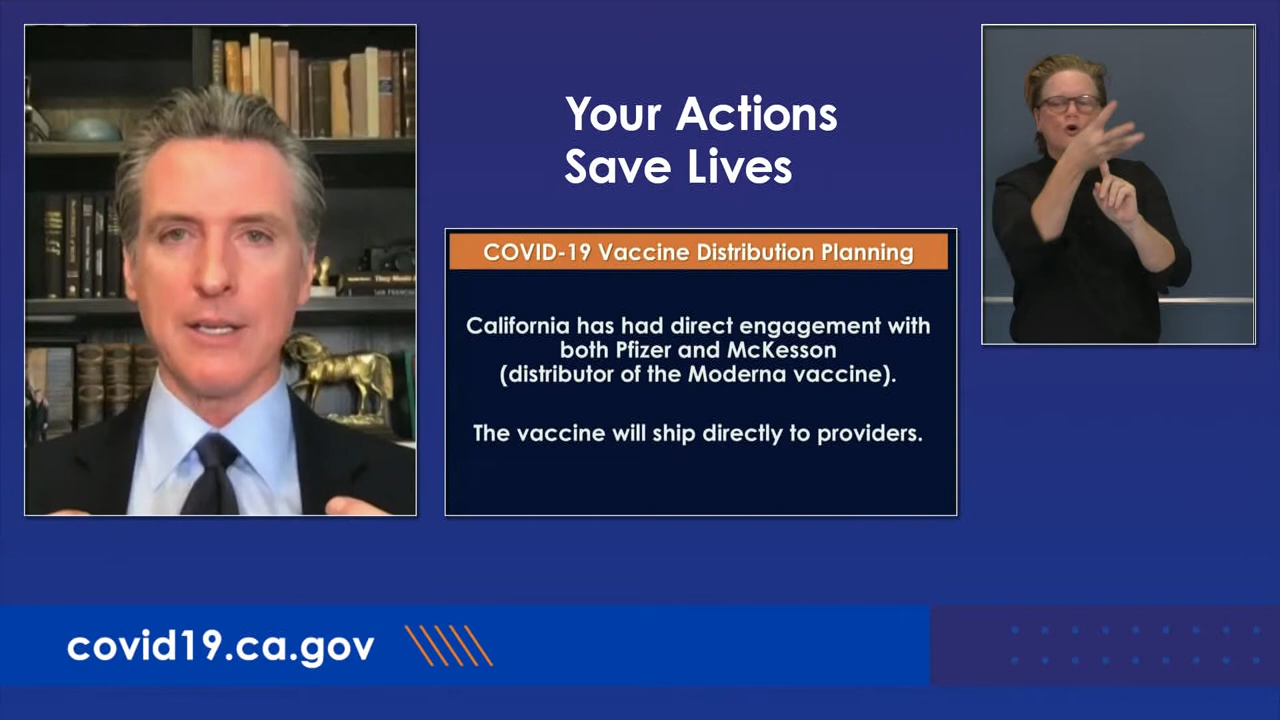 Your Actions
Save Lives
COVID-19 Vaccine Distribution Planning
California has had direct engagement with
both Pfizer and McKesson
(distributor of the Moderna vaccine).
The vaccine will ship directly to providers.
covid19.ca.gov